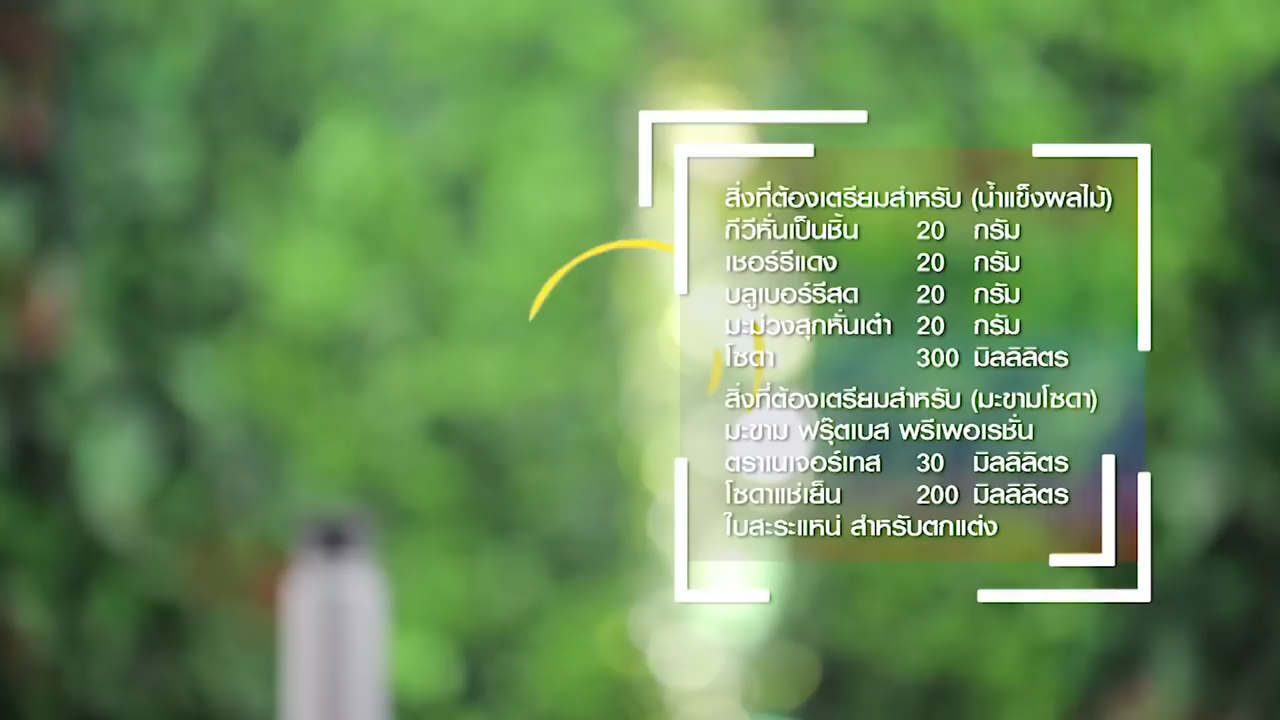 สิ่งที่ต้องเตรียมสำหรับ (น้ำแข็งผลไม้)
กีวีหั่นเป็นชิ้น 20 กรัม
เชอร์รีแดง 20 กรัม
บลูเบอร์รีสด 20 กรัม
มะม่วงสุกหั่นเต๋า 20 กรัม
โซดา 300 มิลลิลิตร
สิ่งที่ต้องเตรียมสำหรับ (มะขามโซดา)
มะขาม ฟรุ๊ตเบส พรีเพอเรชั่น
ตราเนเจอร์เทส 30 มิลลิลิตร
โซดาแช่เย็น 200 มิลลิลิตร
ใบสะระแหน่ สำหรับตกแต่ง